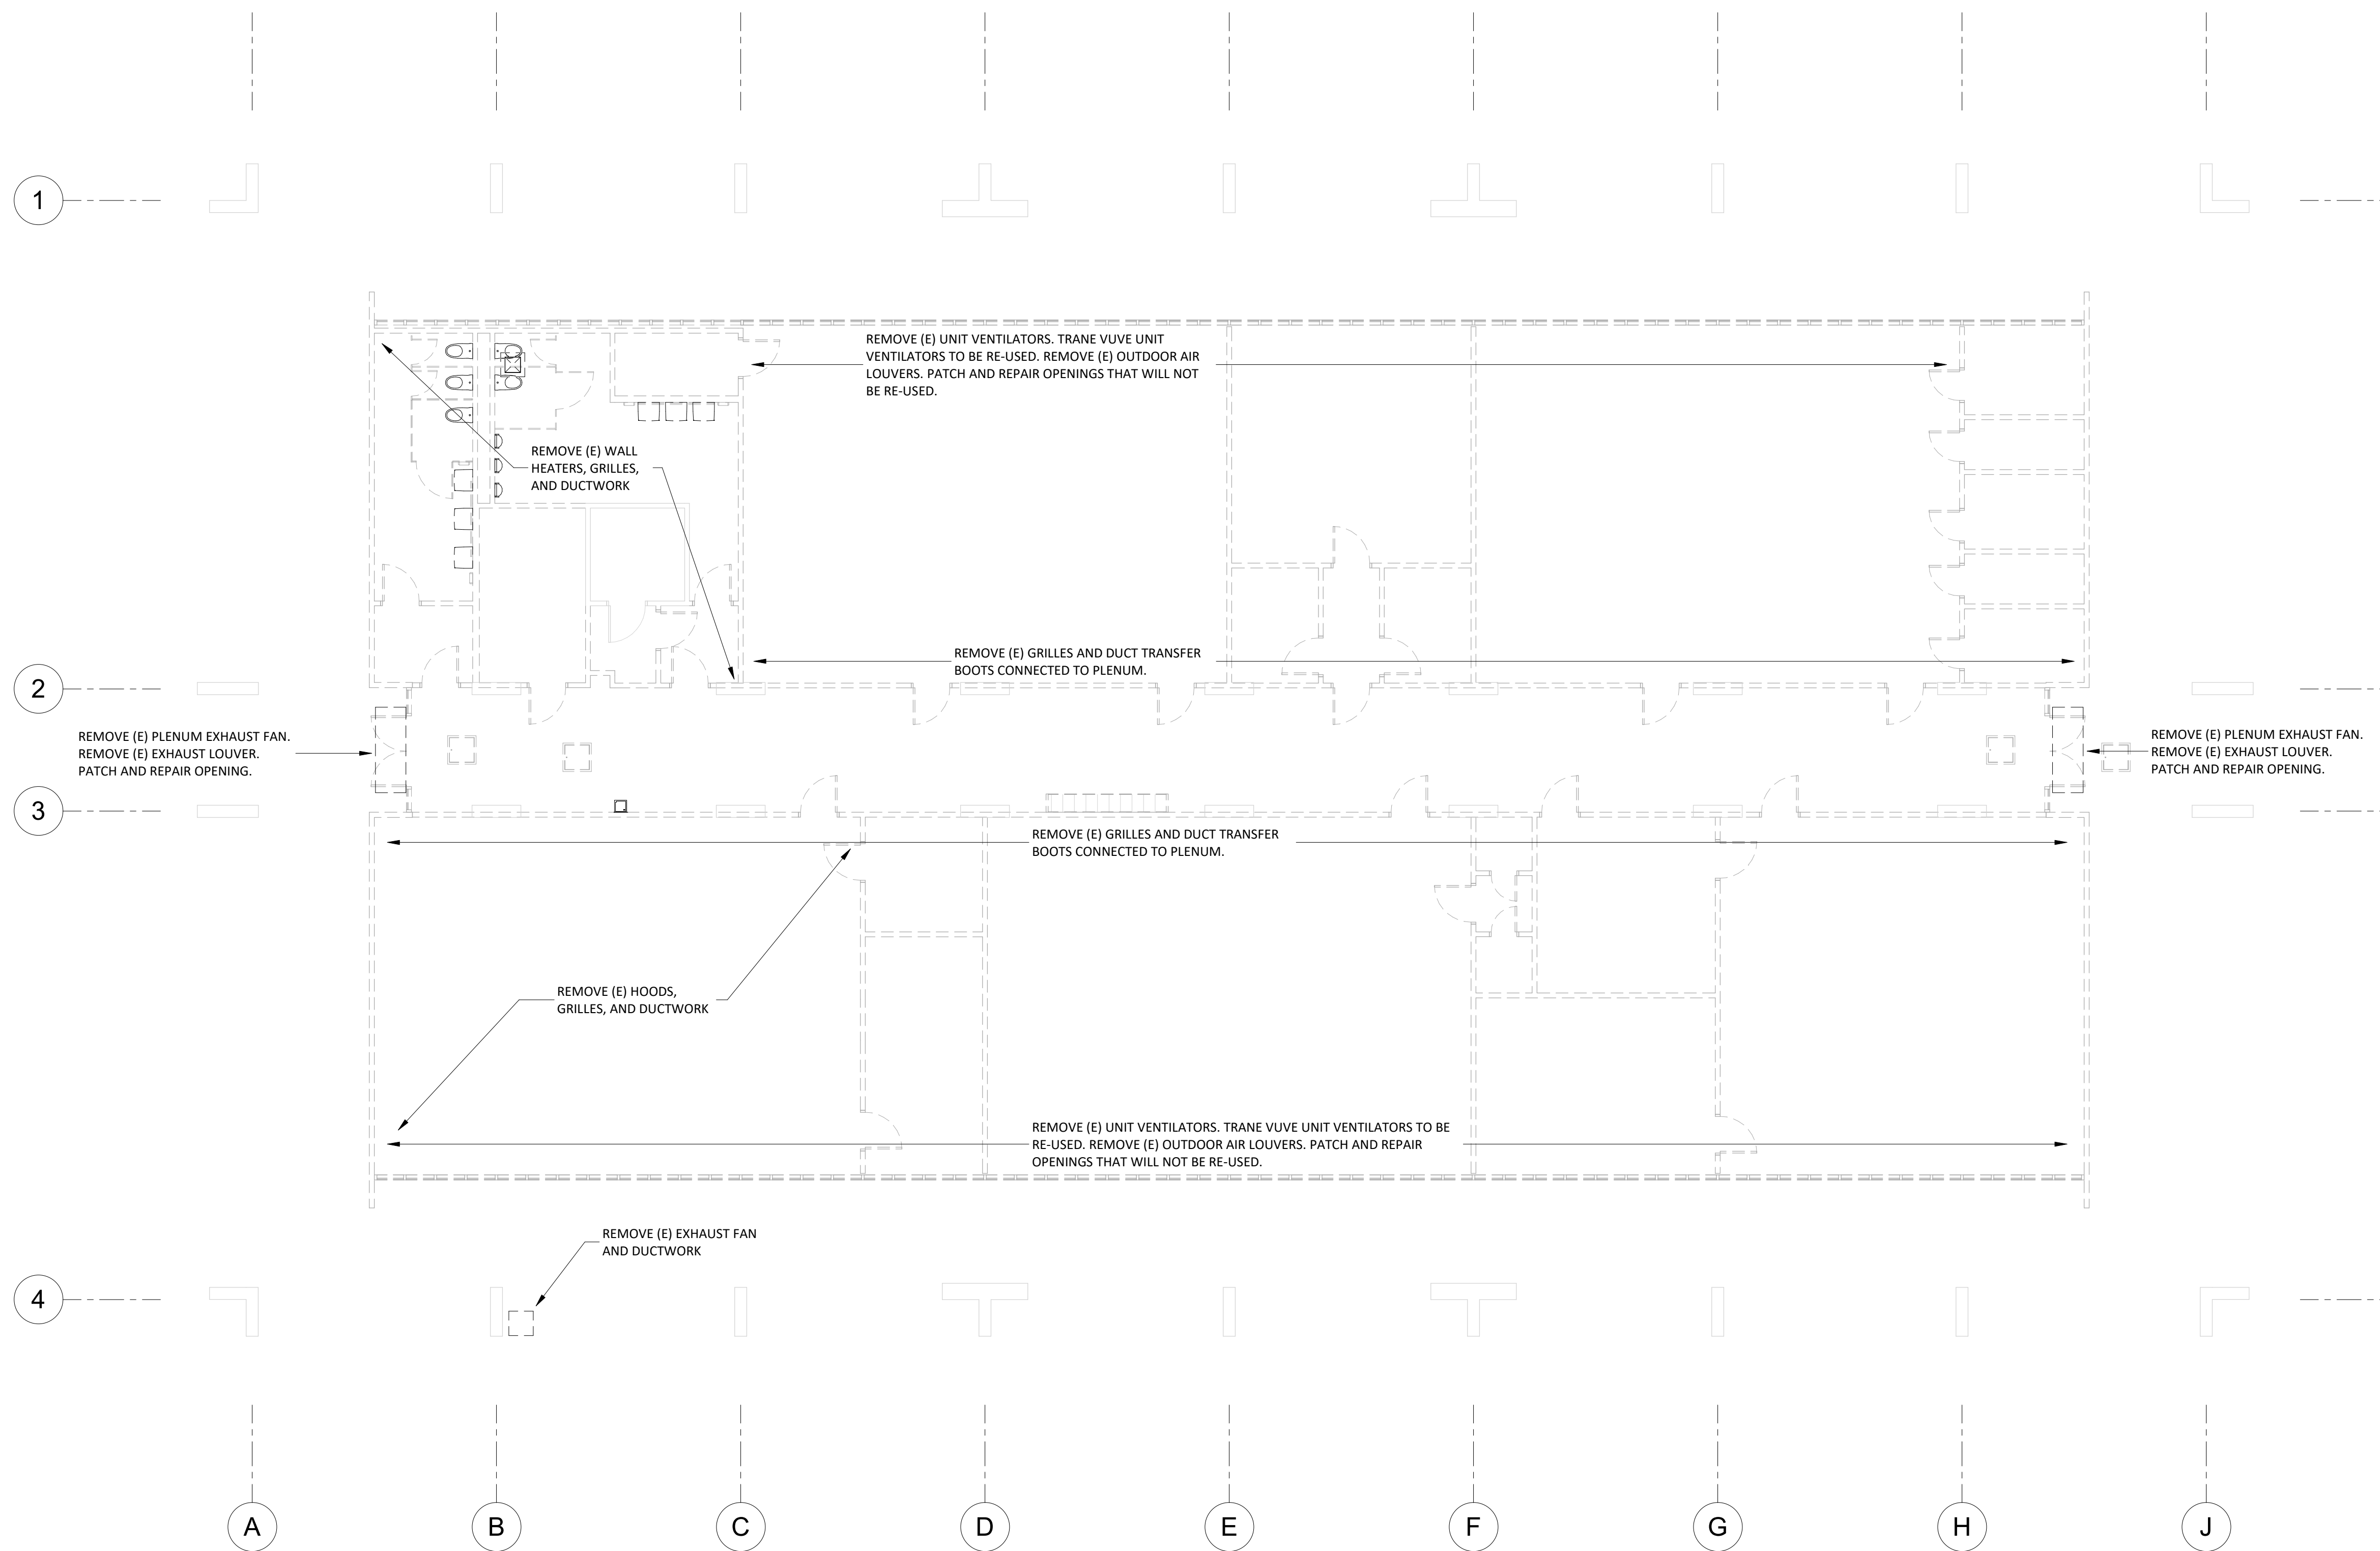 1
REMOVE (E) UNIT VENTILATORS. TRANE VUVE UNIT
VENTILATORS TO BE RE-USED. REMOVE (E) OUTDOOR AIR
LOUVERS. PATCH AND REPAIR OPENINGS THAT WILL NOT
BE RE-USED.
REMOVE (E) WALL
HEATERS, GRILLES,
AND DUCTWORK
REMOVE (E) GRILLES AND DUCT TRANSFER
BOOTS CONNECTED TO PLENUM.
2
REMOVE (E) PLENUM EXHAUST FAN.
REMOVE (E) EXHAUST LOUVER.
PATCH AND REPAIR OPENING.
REMOVE (E) PLENUM EXHAUST FAN.
REMOVE (E) EXHAUST LOUVER.
PATCH AND REPAIR OPENING.
3
REMOVE (E) GRILLES AND DUCT TRANSFER
BOOTS CONNECTED TO PLENUM.
REMOVE (E) HOODS,
GRILLES, AND DUCTWORK
REMOVE (E) UNIT VENTILATORS. TRANE VUVE UNIT VENTILATORS TO BE
RE-USED. REMOVE (E) OUTDOOR AIR LOUVERS. PATCH AND REPAIR
OPENINGS THAT WILL NOT BE RE-USED.
REMOVE (E) EXHAUST FAN
AND DUCTWORK
4
A
B
C
D
E
F
G
H
J